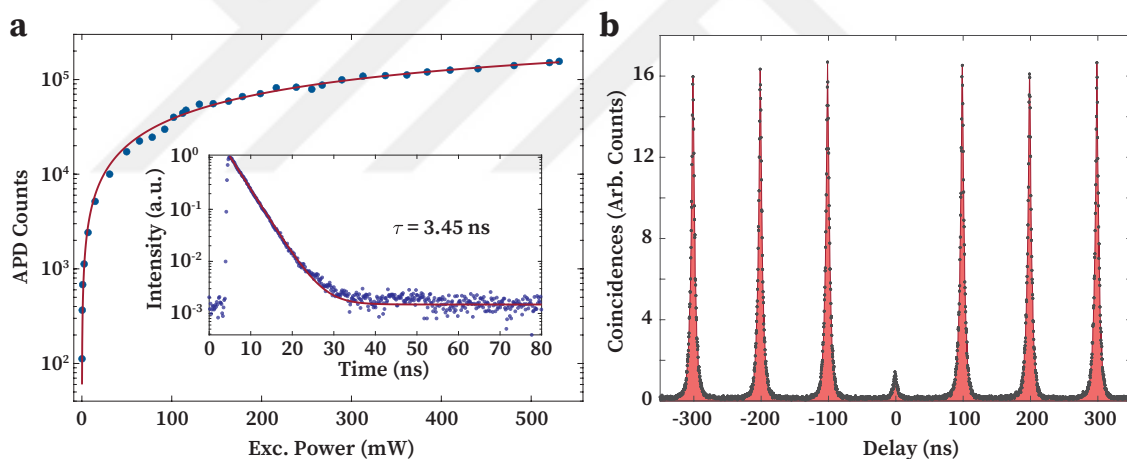 a
APD Counts
10^5
10^4
10^3
10^2
0 100 200 300 400 500
Exc. Power (mW)
Intensity (a.u.)
10^0
10^-1
10^-2
10^-3
τ = 3.45 ns
0 10 20 30 40 50 60 70 80
Time (ns)
b
Coincidences (Arb. Counts)
16
12
8
4
0
-300 -200 -100 0 100 200 300
Delay (ns)